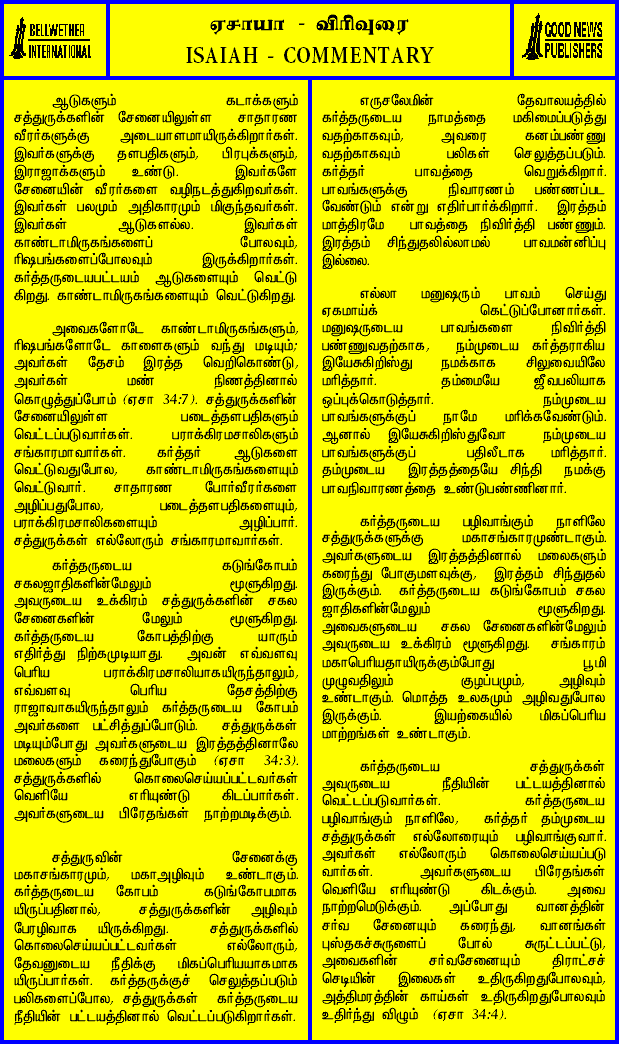 BELLWETHER
INTERNATIONAL
ஏசாயா - விரிவுரை
ISAIAH - COMMENTARY
GOOD NEWS
PUBLISHERS
ஆடுகளும் கடாக்களும்
சத்துருக்களின் சேனையிலுள்ள சாதாரண
வீரர்களுக்கு அடையாளமாயிருக்கிறார்கள்.
இவர்களுக்கு தளபதிகளும், பிரபுக்களும்,
இராஜாக்களும் உண்டு. இவர்களே
சேனையின் வீரர்களை வழிநடத்துகிறவர்கள்.
இவர்கள் பலமும் அதிகாரமும் மிகுந்தவர்கள்.
இவர்கள் ஆடுகளல்ல. இவர்கள்
காண்டாமிருகங்களைப் போலவும்,
ரிஷபங்களைப்போலவும் இருக்கிறார்கள்.
கர்த்தருடையபட்டயம் ஆடுகளையும் வெட்டு
கிறது. காண்டாமிருகங்களையும் வெட்டுகிறது.
அவைகளோடே காண்டாமிருகங்களும்,
ரிஷபங்களோடே காளைகளும் வந்து மடியும்;
அவர்கள் தேசம் இரத்த வெறிகொண்டு,
அவர்கள் மண் நிணத்தினால்
கொழுத்துப்போம் (ஏசா 34:7). சத்துருக்களின்
சேனையிலுள்ள படைத்தளபதிகளும்
வெட்டப்படுவார்கள். பராக்கிரமசாலிகளும்
சங்காரமாவார்கள். கர்த்தர் ஆடுகளை
வெட்டுவதுபோல, காண்டாமிருகங்களையும்
வெட்டுவார். சாதாரண போர்வீரர்களை
அழிப்பதுபோல, படைத்தளபதிகளையும்,
பராக்கிரமசாலிகளையும் அழிப்பார்.
சத்துருக்கள் எல்லோரும் சங்காரமாவார்கள்.
கர்த்தருடைய கடுங்கோபம்
சகலஜாதிகளின்மேலும் மூளுகிறது.
அவருடைய உக்கிரம் சத்துருக்களின் சகல
சேனைகளின் மேலும் மூளுகிறது.
கர்த்தருடைய கோபத்திற்கு யாரும்
எதிர்த்து நிற்கமுடியாது. அவன் எவ்வளவு
பெரிய பராக்கிரமசாலியாகயிருந்தாலும்,
எவ்வளவு பெரிய தேசத்திற்கு
ராஜாவாகயிருந்தாலும் கர்த்தருடைய கோபம்
அவர்களை பட்சித்துப்போடும். சத்துருக்கள்
மடியும்போது அவர்களுடைய இரத்தத்தினாலே
மலைகளும் கரைந்துபோகும் (ஏசா 34:3).
சத்துருக்களில் கொலைசெய்யப்பட்டவர்கள்
வெளியே எரியுண்டு கிடப்பார்கள்.
அவர்களுடைய பிரேதங்கள் நாற்றமடிக்கும்.
சத்துருவின் சேனைக்கு
மகாசங்காரமும், மகாஅழிவும் உண்டாகும்.
கர்த்தருடைய கோபம் கடுங்கோபமாக
யிருப்பதினால், சத்துருக்களின் அழிவும்
பேரழிவாக யிருக்கிறது. சத்துருக்களில்
கொலைசெய்யப்பட்டவர்கள் எல்லோரும்,
தேவனுடைய நீதிக்கு மிகப்பெரியயாகமாக
யிருப்பார்கள். கர்த்தருக்குச் செலுத்தப்படும்
பலிகளைப்போல, சத்துருக்கள் கர்த்தருடைய
நீதியின் பட்டயத்தினால் வெட்டப்படுகிறார்கள்.
எருசலேமின் தேவாலயத்தில்
கர்த்தருடைய நாமத்தை மகிமைப்படுத்து
வதற்காகவும், அவரை கனம்பண்ணு
வதற்காகவும் பலிகள் செலுத்தப்படும்.
கர்த்தர் பாவத்தை வெறுக்கிறார்.
பாவங்களுக்கு நிவாரணம் பண்ணப்பட
வேண்டும் என்று எதிர்பார்க்கிறார். இரத்தம்
மாத்திரமே பாவத்தை நிவிர்த்தி பண்ணும்.
இரத்தம் சிந்துதலில்லாமல் பாவமன்னிப்பு
இல்லை.
எல்லா மனுஷரும் பாவம் செய்து
ஏகமாய்க் கெட்டுப்போனார்கள்.
மனுஷருடைய பாவங்களை நிவிர்த்தி
பண்ணுவதற்காக, நம்முடைய கர்த்தராகிய
இயேசுகிறிஸ்து நமக்காக சிலுவையிலே
மரித்தார். தம்மையே ஜீவபலியாக
ஒப்புக்கொடுத்தார். நம்முடைய
பாவங்களுக்குப் நாமே மரிக்கவேண்டும்.
ஆனால் இயேசுகிறிஸ்துவோ நம்முடைய
பாவங்களுக்குப் பதிலீடாக மரித்தார்.
தம்முடைய இரத்தத்தையே சிந்தி நமக்கு
பாவநிவாரணத்தை உண்டுபண்ணினார்.
கர்த்தருடைய பழிவாங்கும் நாளிலே
சத்துருக்களுக்கு மகாசங்காரமுண்டாகும்.
அவர்களுடைய இரத்தத்தினால் மலைகளும்
கரைந்து போகுமளவுக்கு, இரத்தம் சிந்துதல்
இருக்கும். கர்த்தருடைய கடுங்கோபம் சகல
ஜாதிகளின்மேலும் மூளுகிறது.
அவைகளுடைய சகல சேனைகளின்மேலும்
அவருடைய உக்கிரம் மூளுகிறது. சங்காரம்
மகாபெரியதாயிருக்கும்போது பூமி
முழுவதிலும் குழப்பமும், அழிவும்
உண்டாகும். மொத்த உலகமும் அழிவதுபோல
இருக்கும். இயற்கையில் மிகப்பெரிய
மாற்றங்கள் உண்டாகும்.
கர்த்தருடைய சத்துருக்கள்
அவருடைய நீதியின் பட்டயத்தினால்
வெட்டப்படுவார்கள். கர்த்தருடைய
பழிவாங்கும் நாளிலே, கர்த்தர் தம்முடைய
சத்துருக்கள் எல்லோரையும் பழிவாங்குவார்.
அவர்கள் எல்லோரும் கொலைசெய்யப்படு
வார்கள். அவர்களுடைய பிரேதங்கள்
வெளியே எரியுண்டு கிடக்கும். அவை
நாற்றமெடுக்கும். அப்போது வானத்தின்
சர்வ சேனையும் கரைந்து, வானங்கள்
புஸ்தகச்சுருளைப் போல் சுருட்டப்பட்டு,
அவைகளின் சர்வசேனையும் திராட்சச்
செடியின் இலைகள் உதிருகிறதுபோலவும்,
அத்திமரத்தின் காய்கள் உதிருகிறதுபோலவும்
உதிர்ந்து விழும் (ஏசா 34:4).